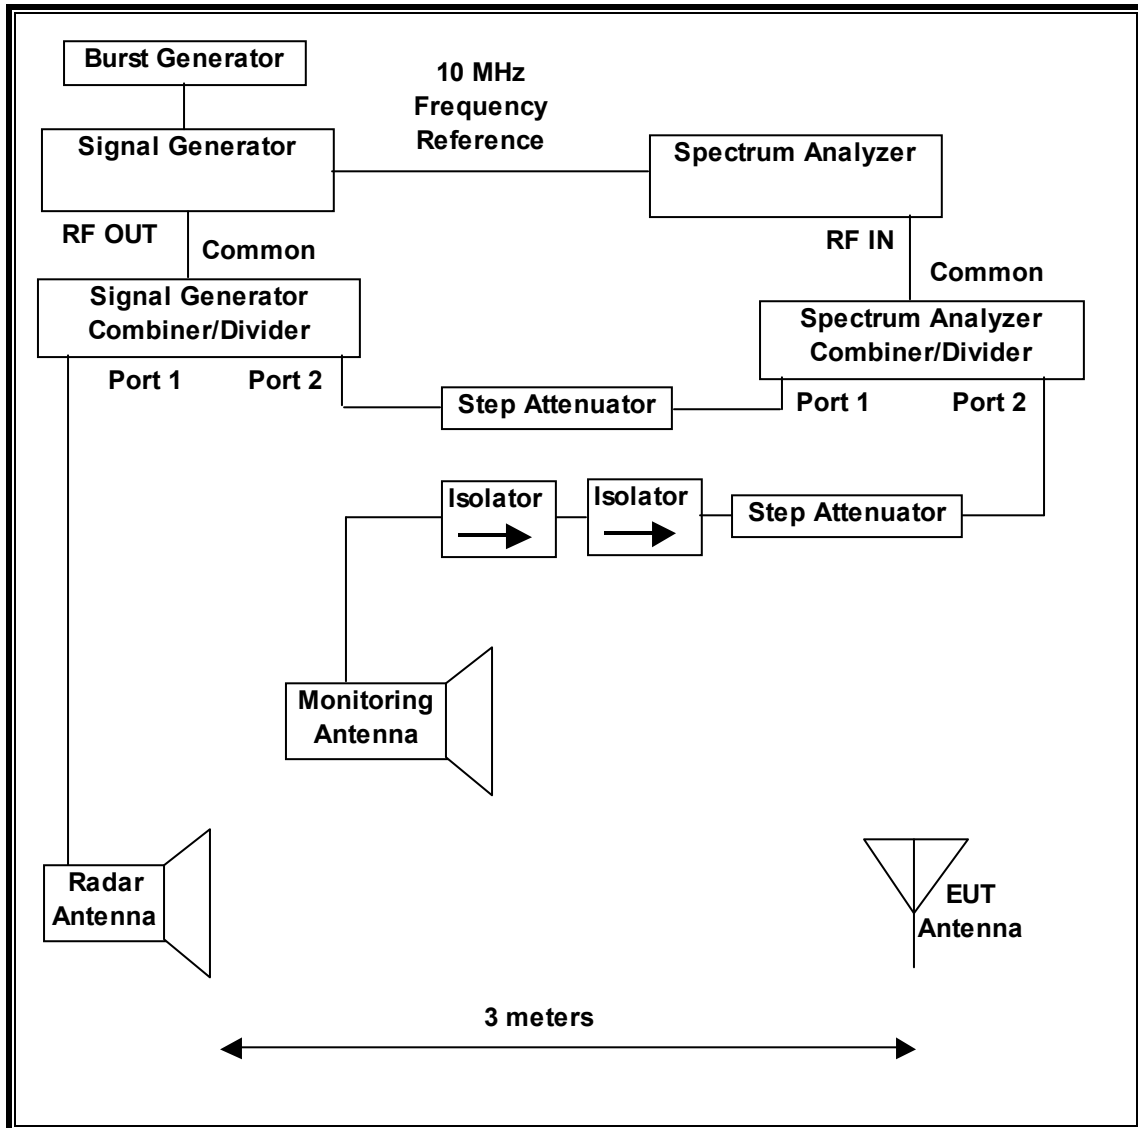 Burst Generator
10 MHz
Frequency
Reference
Signal Generator
Spectrum Analyzer
RF OUT
Common
RF IN
Common
Signal Generator
Combiner/Divider
Spectrum Analyzer
Combiner/Divider
Port 1
Port 2
Step Attenuator
Port 1
Port 2
Isolator
Isolator
Step Attenuator
Monitoring
Antenna
Radar
Antenna
EUT
Antenna
3 meters